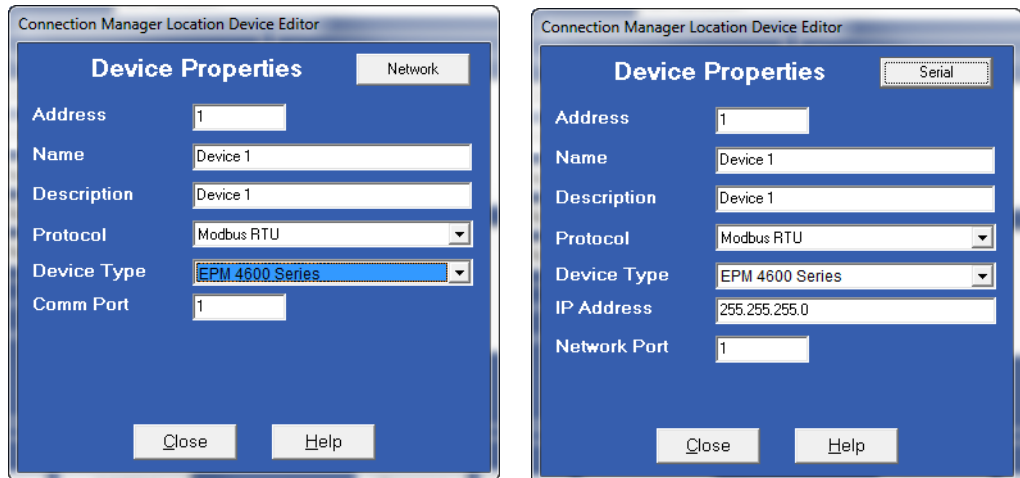 Connection Manager Location Device Editor
Device Properties
Network
Address
1
Name
Device 1
Description
Device 1
Protocol
Modbus RTU
Device Type
EPM 4600 Series
Comm Port
1
Close
Help
Connection Manager Location Device Editor
Device Properties
Serial
Address
1
Name
Device 1
Description
Device 1
Protocol
Modbus RTU
Device Type
EPM 4600 Series
IP Address
255.255.255.0
Network Port
1
Close
Help